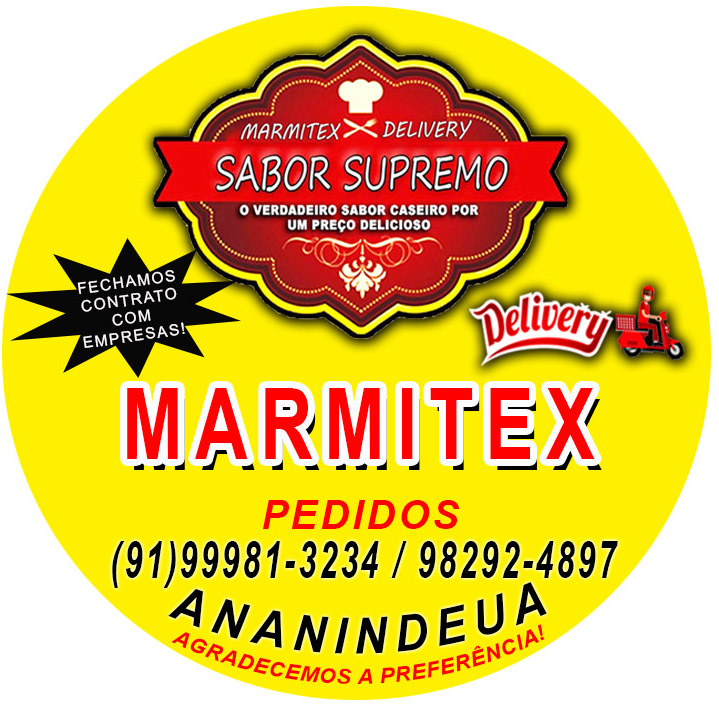 MARMITEX DELIVERY
SABOR SUPREMO
O VERDADEIRO SABOR CASEIRO POR
UM PREÇO DELICIOSO
FECHAMOS
CONTRATO
COM
EMPRESAS!
Delivery
MARMITEX
PEDIDOS
(91)99981-3234 / 98292-4897
ANANINDEUA
AGRADECEMOS A PREFERÊNCIA!